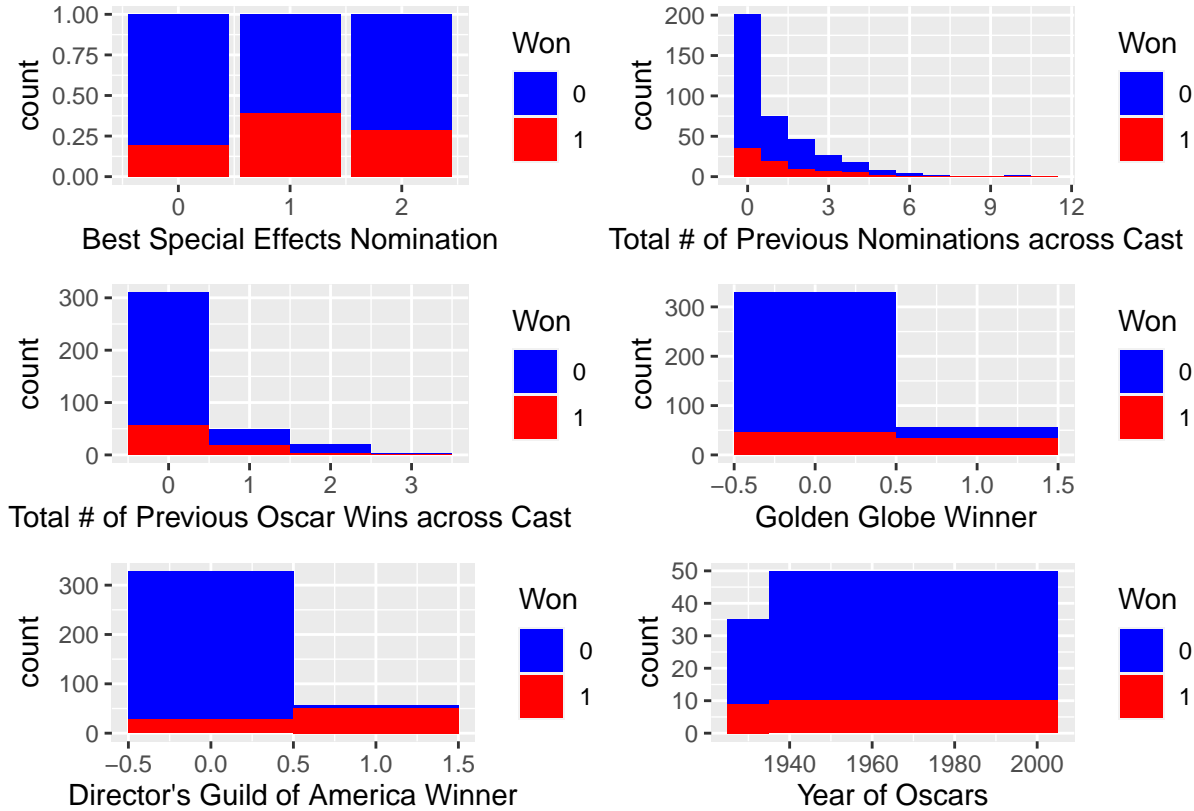 1.00
0.75
0.50
0.25
0.00
count
0 1 2
Best Special Effects Nomination
Won
0
1
200
150
100
50
0
count
0 3 6 9 12
Total # of Previous Nominations across Cast
Won
0
1
300
200
100
0
count
0 1 2 3
Total # of Previous Oscar Wins across Cast
Won
0
1
300
200
100
0
count
−0.5 0.0 0.5 1.0 1.5
Golden Globe Winner
Won
0
1
300
200
100
0
count
−0.5 0.0 0.5 1.0 1.5
Director's Guild of America Winner
Won
0
1
50
40
30
20
10
0
count
1940 1960 1980 2000
Year of Oscars
Won
0
1